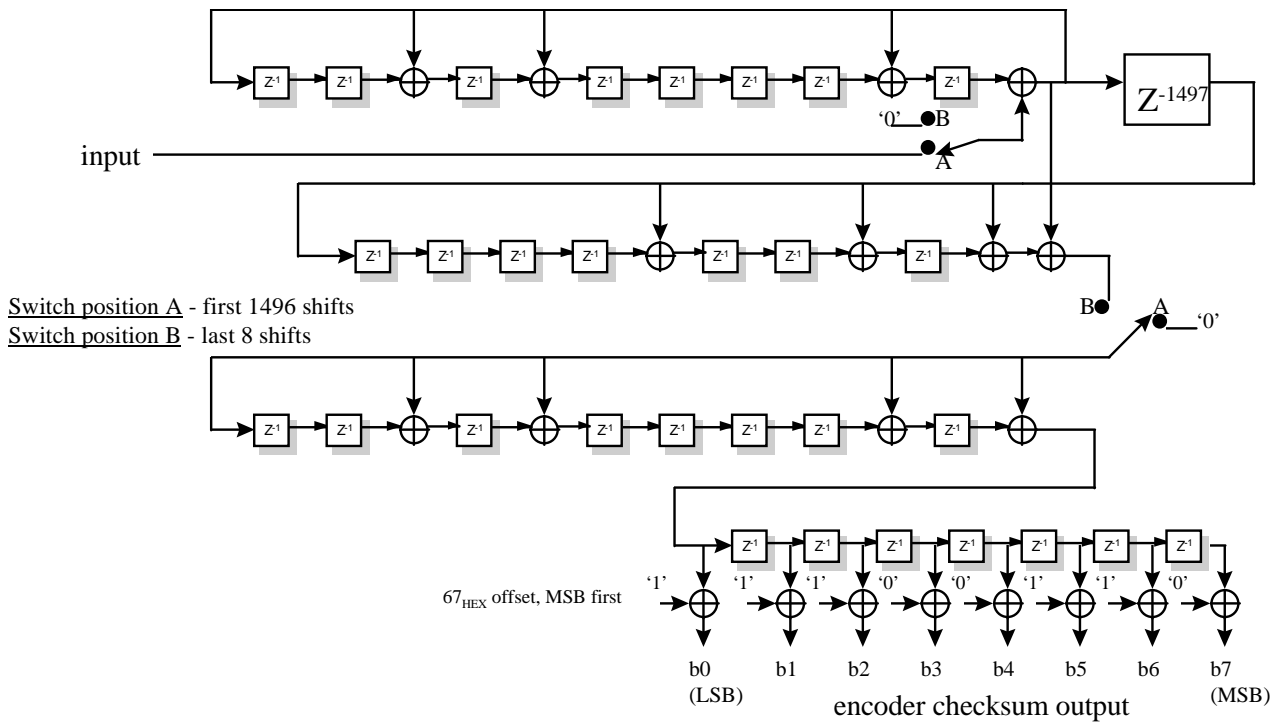 Z-1 Z-1 Z-1 Z-1 Z-1 Z-1 Z-1 Z-1
Z-1497
'0' B
input
A
Z-1 Z-1 Z-1 Z-1 Z-1 Z-1 Z-1
Switch position A - first 1496 shifts
B A
'0'
Switch position B - last 8 shifts
Z-1 Z-1 Z-1 Z-1 Z-1 Z-1 Z-1 Z-1
Z-1 Z-1 Z-1 Z-1 Z-1 Z-1 Z-1
'1' '1' '1' '0' '0' '1' '1' '0'
67HEX offset, MSB first
b0 b1 b2 b3 b4 b5 b6 b7
(LSB) (MSB)
encoder checksum output